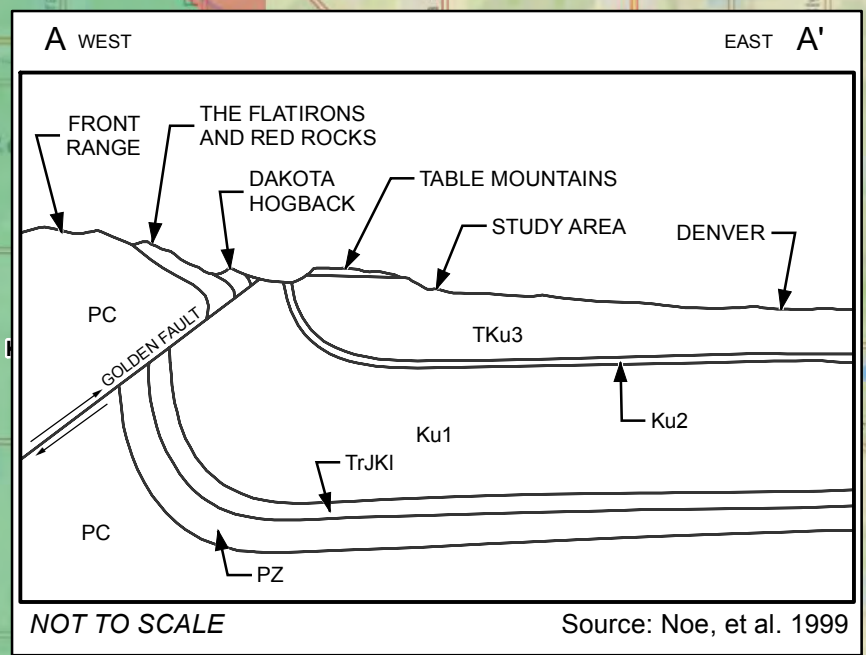 A WEST
EAST A'
FRONT
RANGE
THE FLATIRONS
AND RED ROCKS
DAKOTA
HOGBACK
TABLE MOUNTAINS
STUDY AREA
DENVER
PC
GOLDEN FAULT
TKu3
Ku2
Ku1
TrJKl
PC
PZ
NOT TO SCALE
Source: Noe, et al. 1999